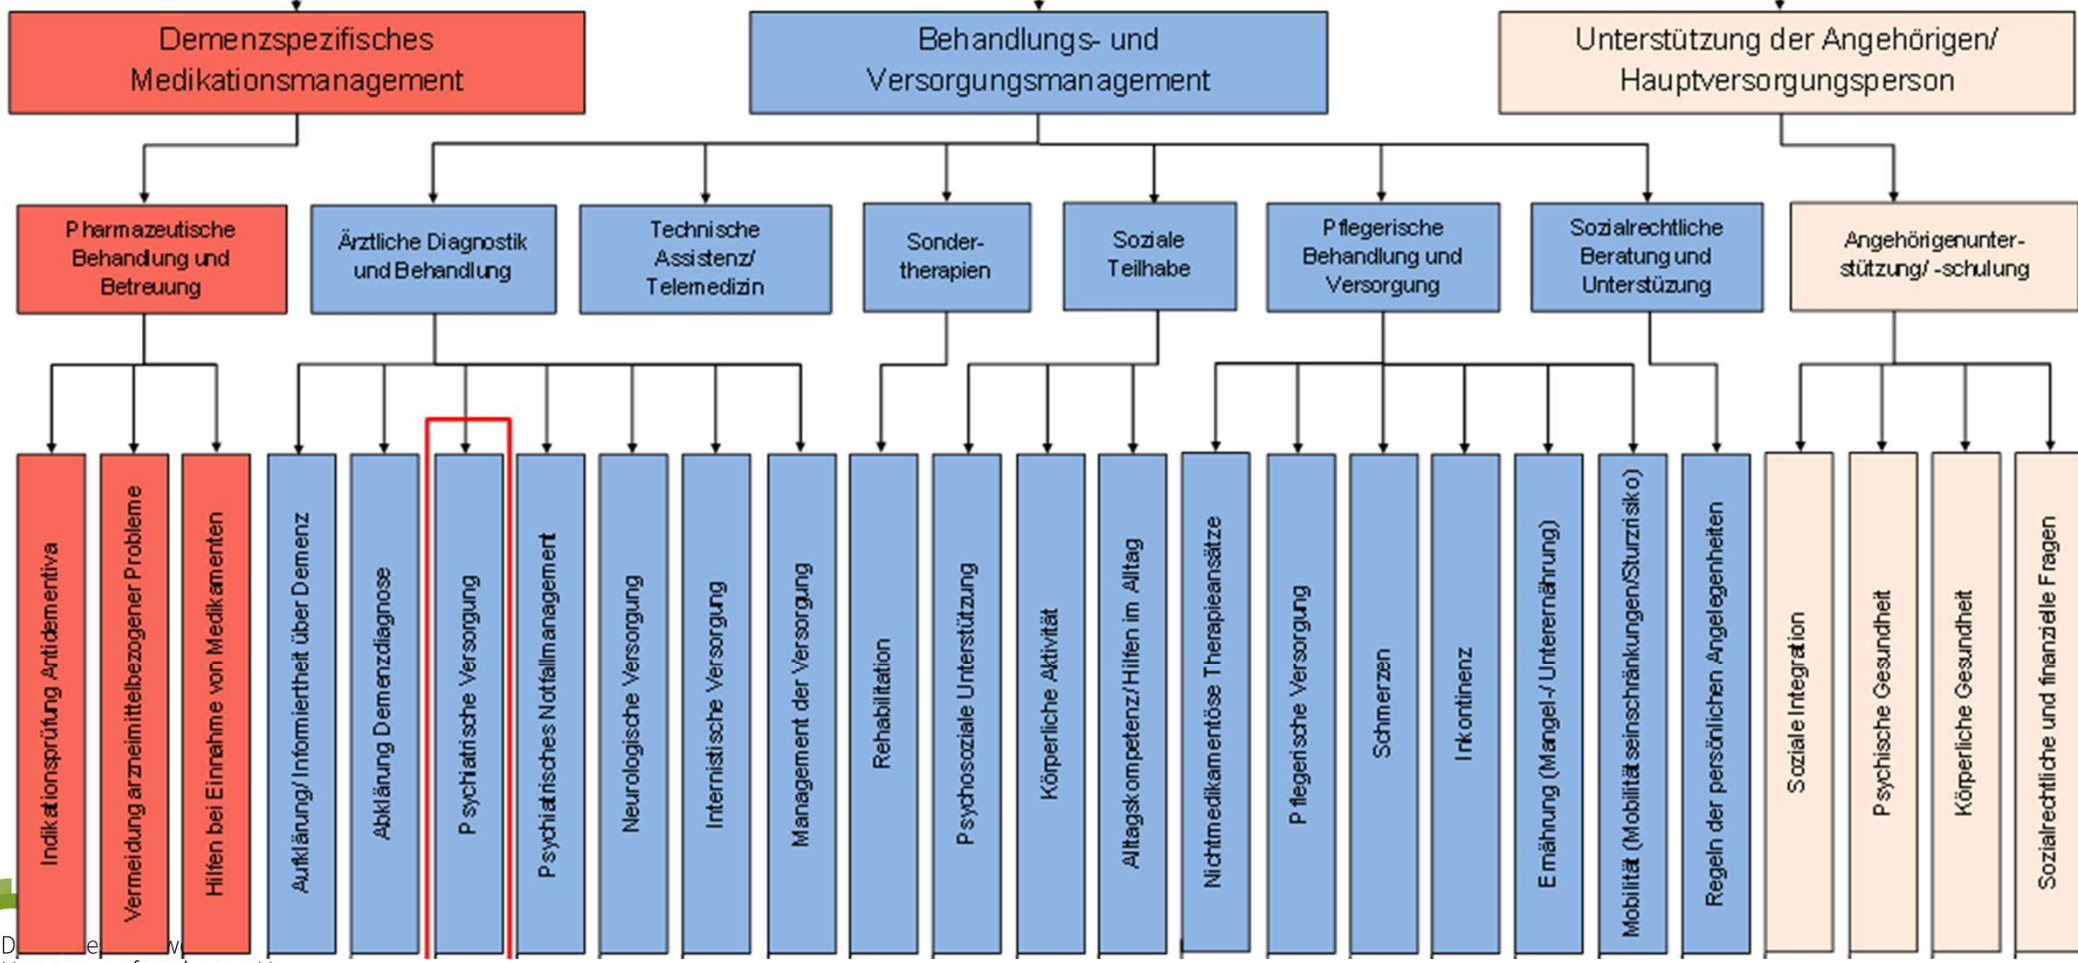 Demenzspezifisches
Medikationsmanagement
Behandlungs- und
Versorgungsmanagement
Unterstützung der Angehörigen/
Hauptversorgungsperson
Pharmazeutische
Behandlung und
Betreuung
Ärztliche Diagnostik
und Behandlung
Technische
Assistenz/
Telemedizin
Sonder-
therapien
Soziale
Teilhabe
Pflegerische
Behandlung und
Versorgung
Sozialrechtliche
Beratung und
Unterstüzung
Angehörigenunter-
stützung/ -schulung
Indikationsprüfung Antidementiva
Vermeidung arzneimittelbezogener Probleme
Hilfen bei Einnahme von Medikamenten
Aufklärung/ Informiertheit über Demenz
Abklärung Demenzdiagnose
Psychiatrische Versorgung
Psychiatrisches Notfallmanagement
Neurologische Versorgung
Internistische Versorgung
Management der Versorgung
Rehabilitation
Psychosoziale Unterstützung
Körperliche Aktivität
Alltagskompetenz/ Hilfen im Alltag
Nichtmedikamentöse Therapieansätze
Pflegerische Versorgung
Schmerzen
Inkontinenz
Ernährung (Mangel-/ Unterernährung)
Mobilität (Mobilitätseinschränkungen/Sturzrisiko)
Regeln der persönlichen Angelegenheiten
Soziale Integration
Psychische Gesundheit
Körperliche Gesundheit
Sozialrechtliche und finanzielle Fragen